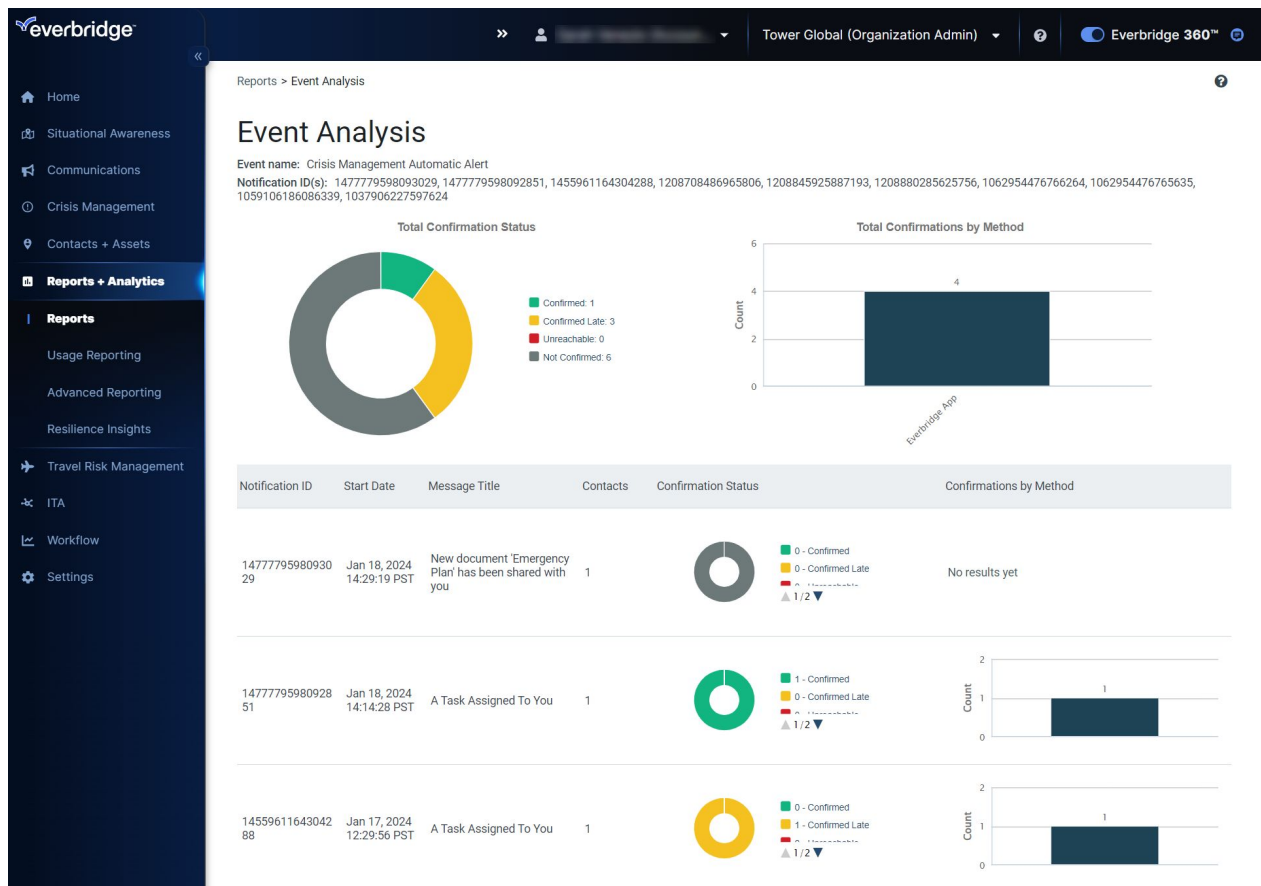 everbridge™
»
Tower Global (Organization Admin)
Everbridge 360™
«
Home
Situational Awareness
Communications
Crisis Management
Contacts + Assets
Reports + Analytics
Reports
Usage Reporting
Advanced Reporting
Resilience Insights
Travel Risk Management
ITA
Workflow
Settings
Reports > Event Analysis
Event Analysis
Event name: Crisis Management Automatic Alert
Notification ID(s): 1477779598093029, 1477779598092851, 1455961164304288, 1208708486965806, 1208845925887193, 1208880285625756, 1062954476766264, 1062954476765635,
1059106186086339, 1037906227597624
Total Confirmation Status
Confirmed: 1
Confirmed Late: 3
Unreachable: 0
Not Confirmed: 6
Total Confirmations by Method
6
4
2
0
Count
4
Everbridge App
Notification ID Start Date Message Title Contacts Confirmation Status Confirmations by Method
14777795980930
29
Jan 18, 2024
14:29:19 PST
New document 'Emergency
Plan' has been shared with
you
1
0 - Confirmed
0 - Confirmed Late
1/2
No results yet
14777795980928
51
Jan 18, 2024
14:14:28 PST
A Task Assigned To You
1
1 - Confirmed
0 - Confirmed Late
1/2
2
1
0
Count
1
14559611643042
88
Jan 17, 2024
12:29:56 PST
A Task Assigned To You
1
0 - Confirmed
1 - Confirmed Late
1/2
2
1
0
Count
1